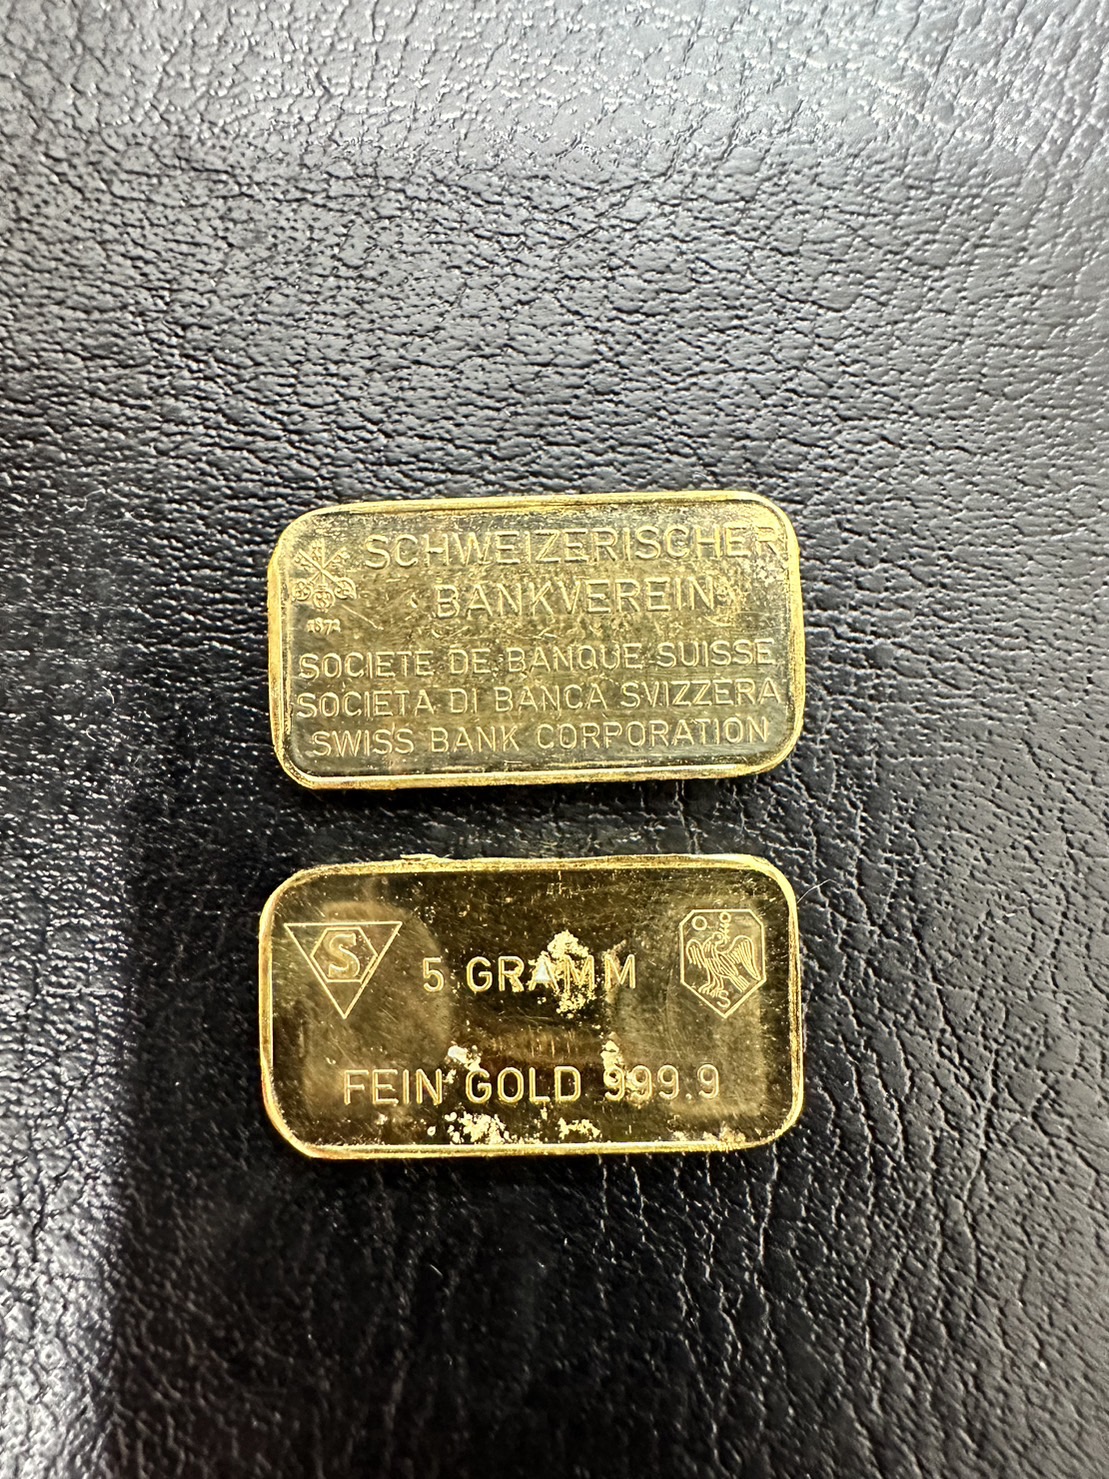 SCHWEIZERISCHER
BANKVEREIN
1872
SOCIETE DE BANQUE SUISSE
SOCIETA DI BANCA SVIZZERA
SWISS BANK CORPORATION
S
5 GRAMM
S
FEIN GOLD 999.9